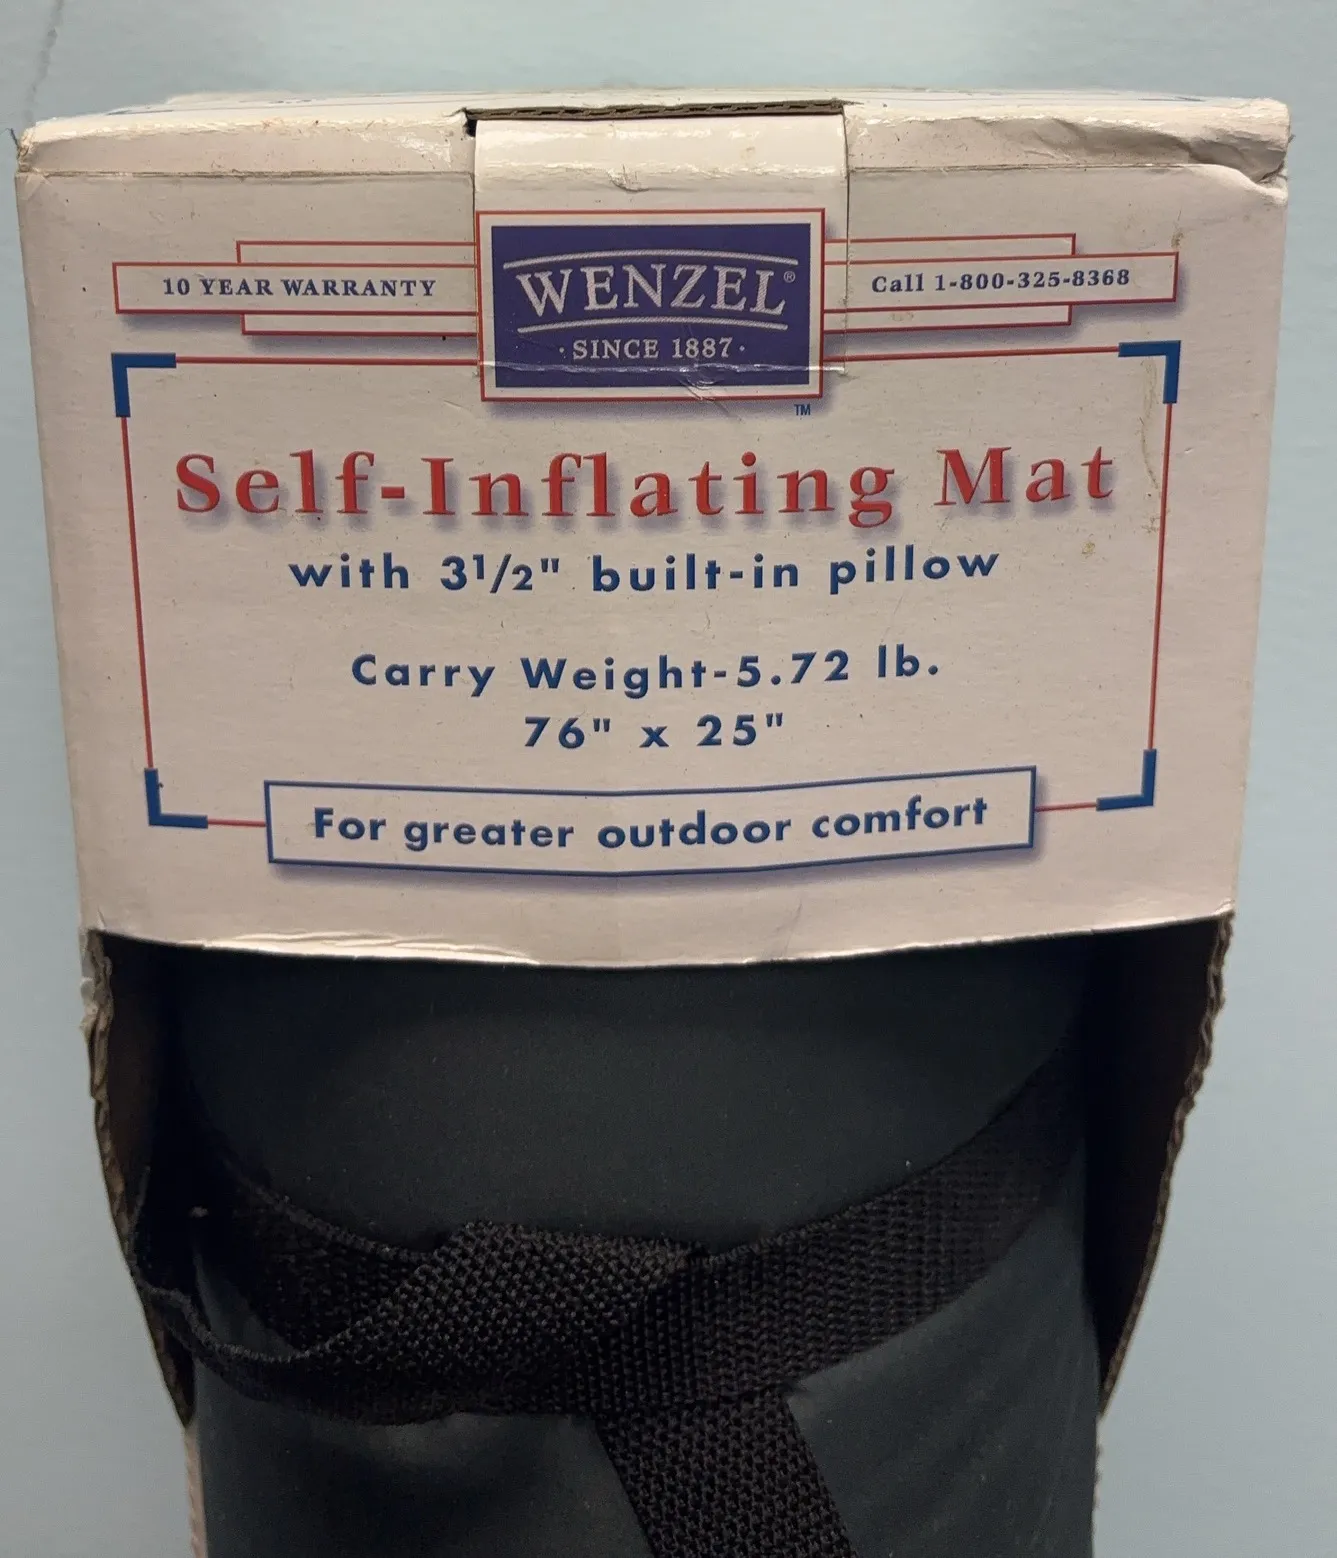 10 YEAR WARRANTY
WENZEL®
· SINCE 1887 ·
TM
Call 1-800-325-8368
Self-Inflating Mat
with 3¹/2" built-in pillow
Carry Weight-5.72 lb.
76" x 25"
For greater outdoor comfort